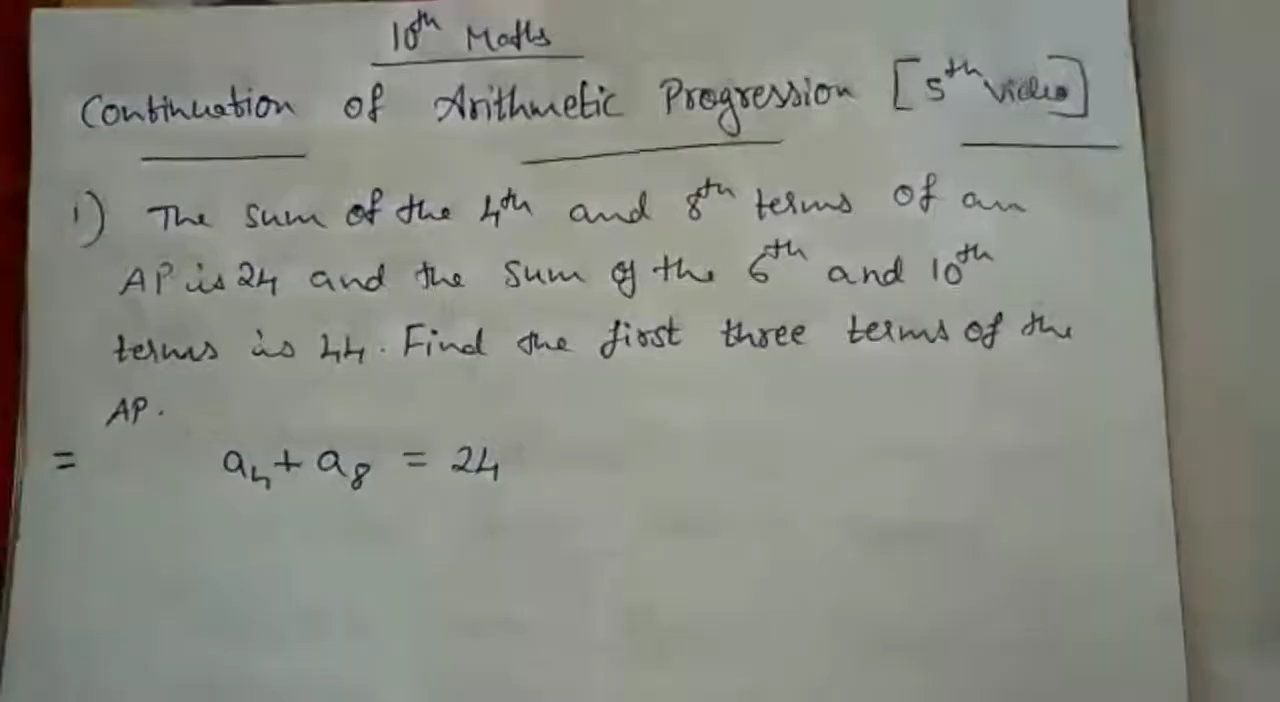 10th Maths
Continuation of Arithmetic Progression [5th video]
1) The sum of the 4th and 8th terms of an
AP is 24 and the sum of the 6th and 10th
terms is 44. Find the first three terms of the
AP.
= a4 + a8 = 24